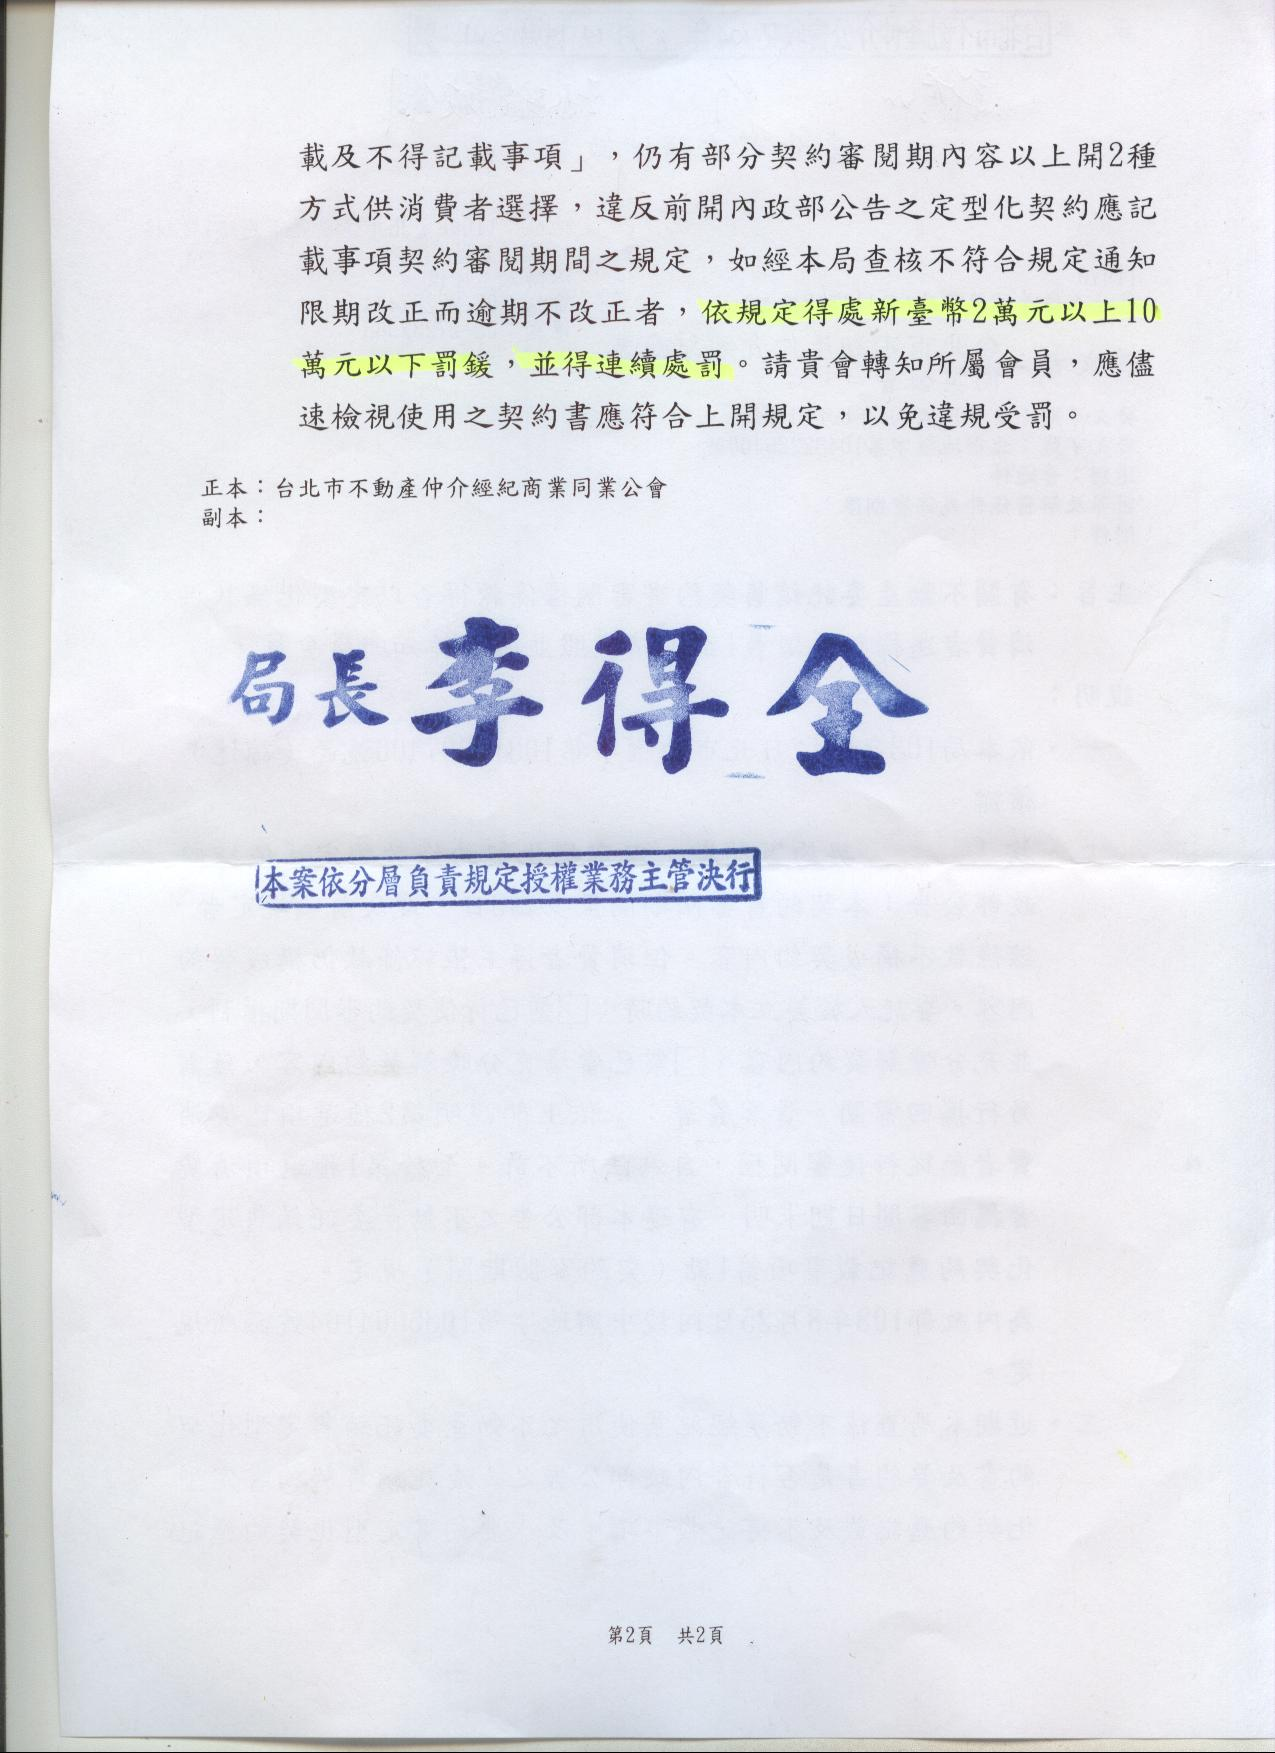 載及不得記載事項」，仍有部分契約審閱期內容以上開2種
方式供消費者選擇，違反前開內政部公告之定型化契約應記
載事項契約審閱期間之規定，如經本局查核不符合規定通知
限期改正而逾期不改正者，依規定得處新臺幣2萬元以上10
萬元以下罰鍰，並得連續處罰。請貴會轉知所屬會員，應儘
速檢視使用之契約書應符合上開規定，以免違規受罰。
正本：台北市不動產仲介經紀商業同業公會
副本：
局長 李得全
本案依分層負責規定授權業務主管決行
第2頁 共2頁